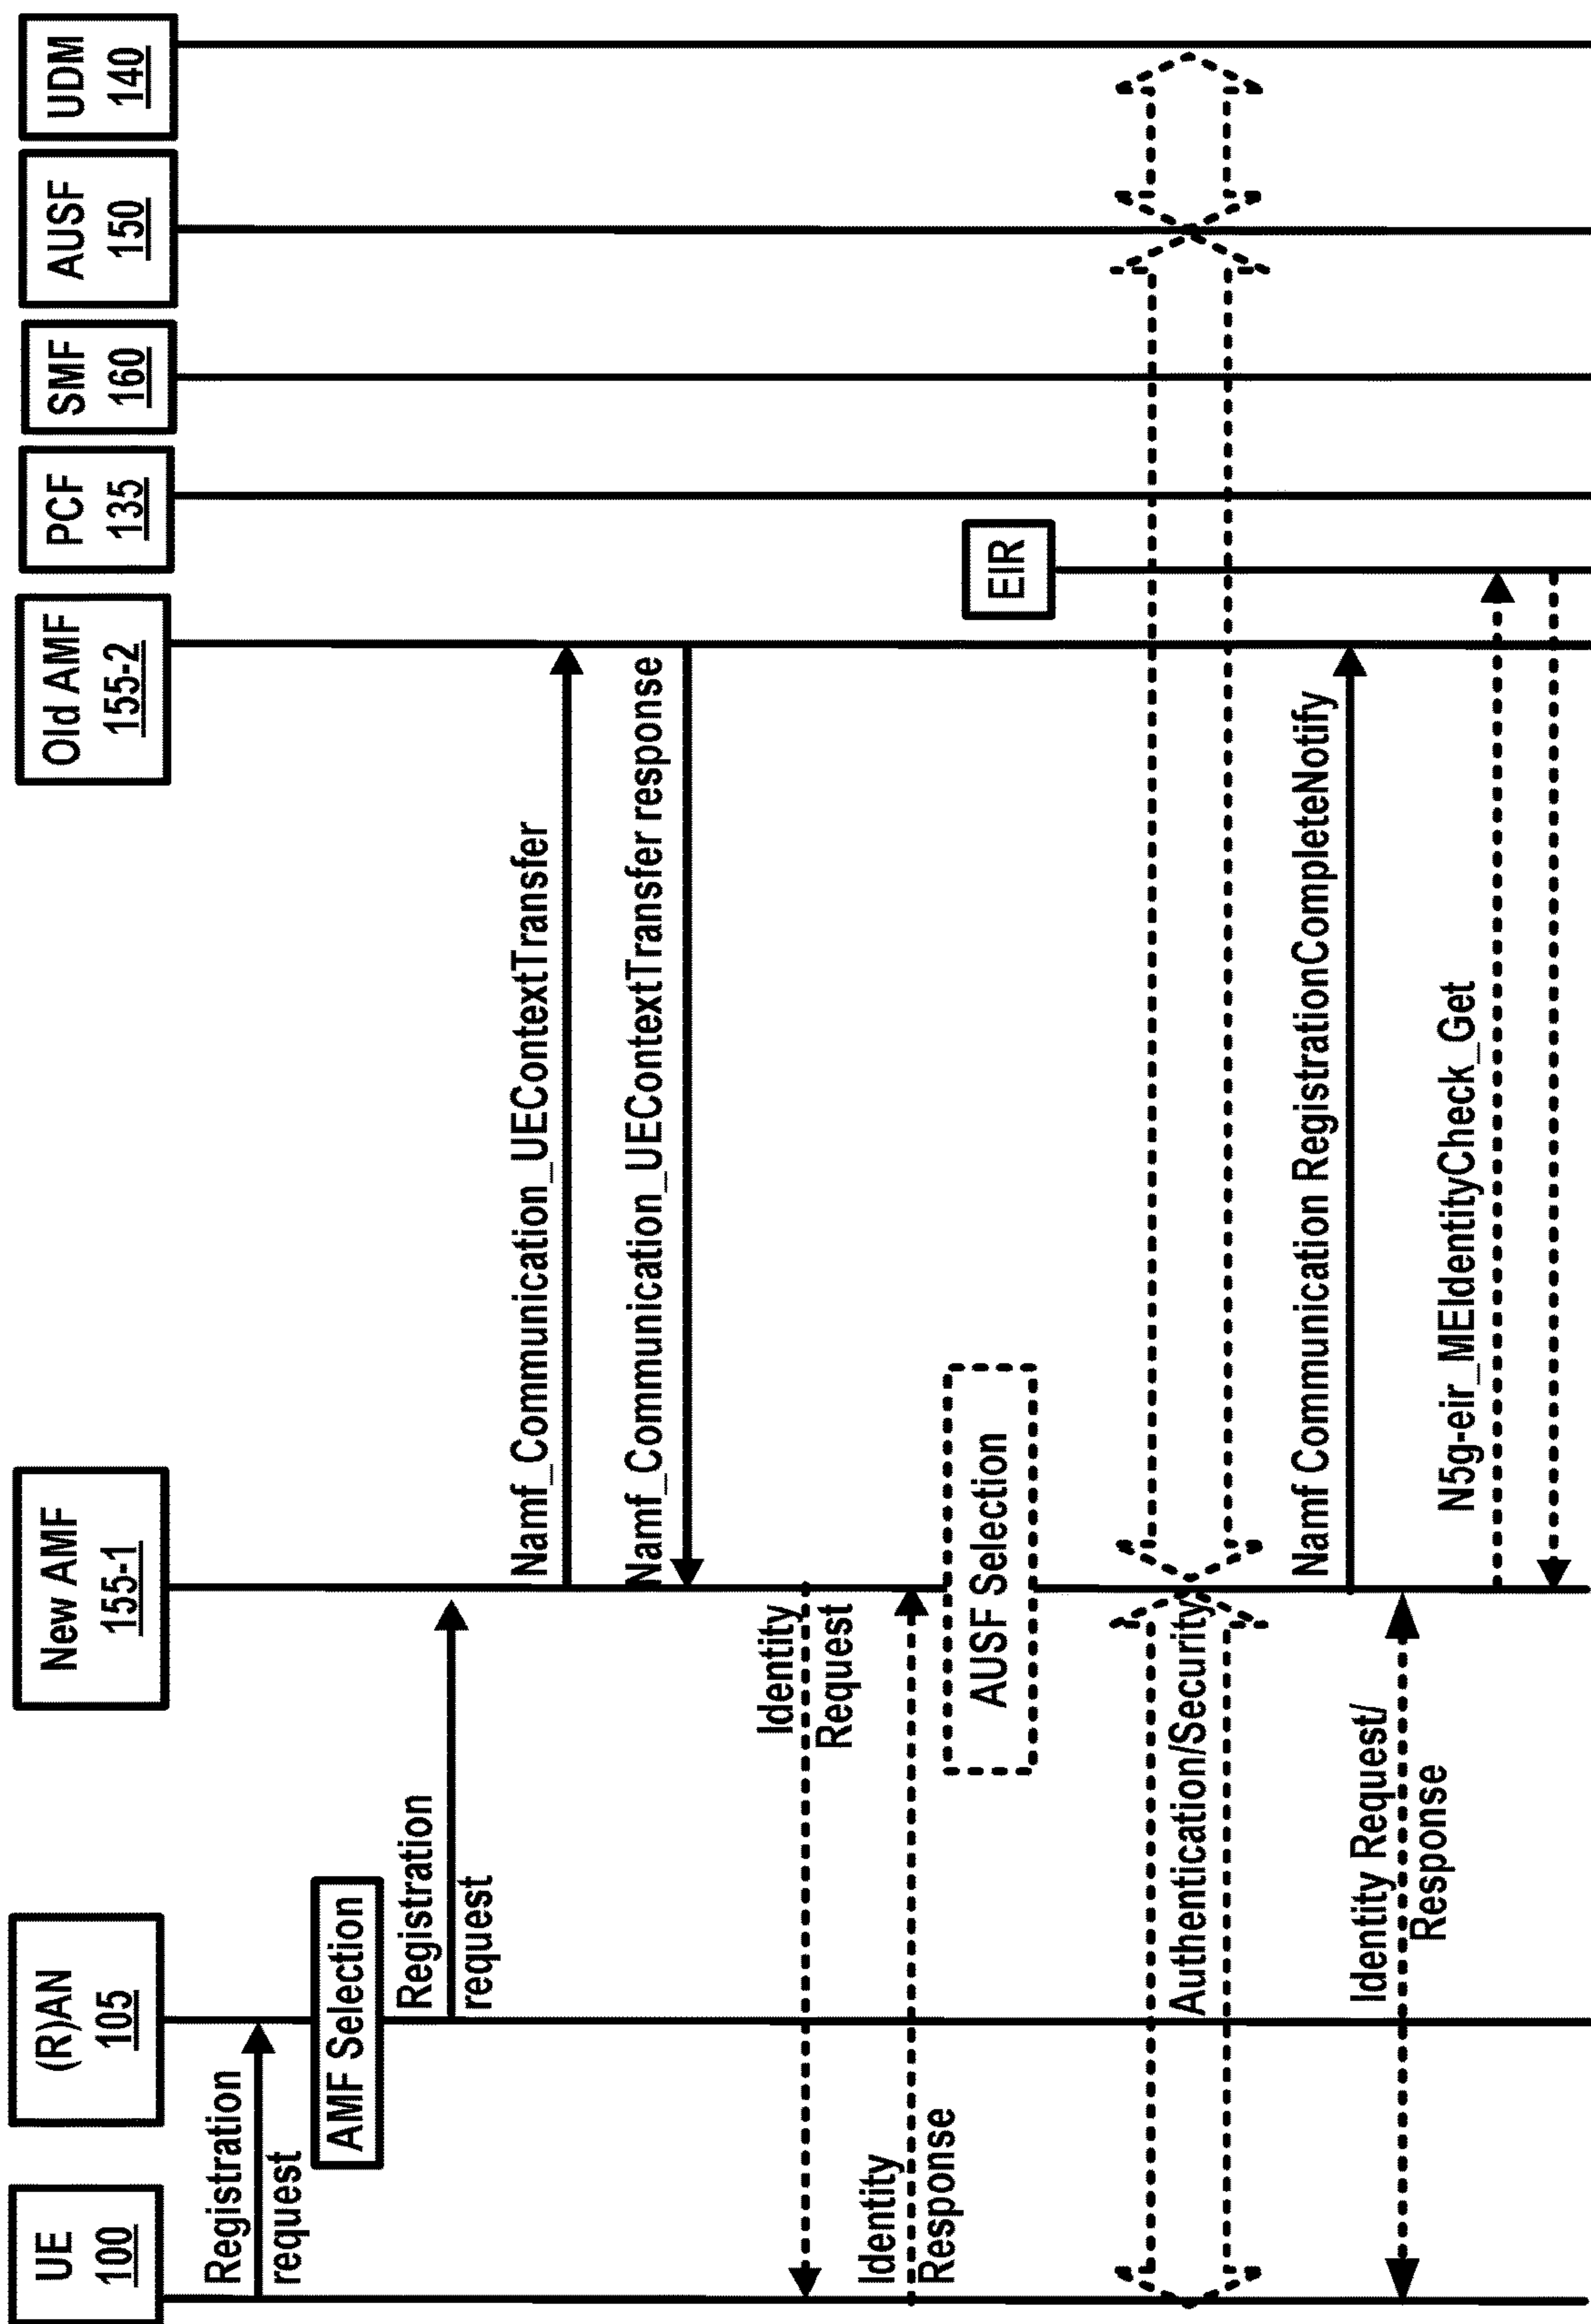 UE
100
(R)AN
105
New AMF
155-1
Old AMF
155-2
PCF
135
SMF
160
AUSF
150
UDM
140
Registration
request
AMF Selection
Registration
request
Namf_Communication_UEContextTransfer
Namf_Communication_UEContextTransfer response
Identity
Request
Identity
Response
AUSF Selection
EIR
Authentication/Security
Namf Communication RegistrationCompleteNotify
Identity Request/
Response
N5g-eir_MEIdentityCheck_Get